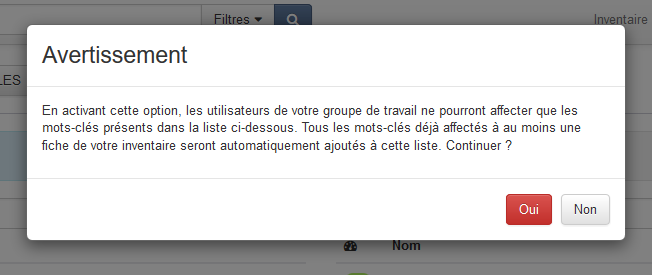 Filtres
Inventaire
LES
Avertissement
En activant cette option, les utilisateurs de votre groupe de travail ne pourront affecter que les
mots-clés présents dans la liste ci-dessous. Tous les mots-clés déjà affectés à au moins une
fiche de votre inventaire seront automatiquement ajoutés à cette liste. Continuer ?
Oui
Non
Nom